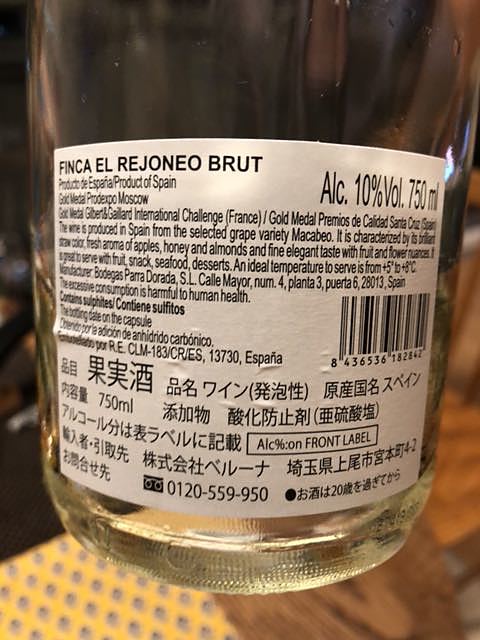 FINCA EL REJONEO BRUT
Producto de España/Product of Spain
Alc. 10%Vol. 750 ml
Gold Medal Prodexpo Moscow
Gold Medal Gilbert&Gaillard International Challenge (France) / Gold Medal Premios de Calidad Santa Cruz (Spain)
The wine is produced in Spain from the selected grape variety Macabeo. It is characterized by its brilliant
straw color, fresh aroma of apples, honey and almonds and fine elegant taste with fruit and flower nuances. It
is great to serve with fruit, snack, seafood, desserts. An ideal temperature to serve is from +5° to +8°C.
Manufacturer: Bodegas Parra Dorada, S.L. Calle Mayor, num. 4, planta 3, puerta 6, 28013, Spain
The excessive consumption is harmful to human health.
Contains sulphites/Contiene sulfitos
The bottling date on the capsule
Obtenido por la adición de anhídrido carbónico.
Embotellado por R.E. CLM-183/CR/ES, 13730, España
8 436536 182842
品目 果実酒 品名 ワイン(発泡性) 原産国名 スペイン
内容量 750ml 添加物 酸化防止剤(亜硫酸塩)
アルコール分は表ラベルに記載 Alc%:on FRONT LABEL
輸入者・引取先 株式会社ベルーナ 埼玉県上尾市宮本町4-2
お問合せ先 0120-559-950 ●お酒は20歳を過ぎてから